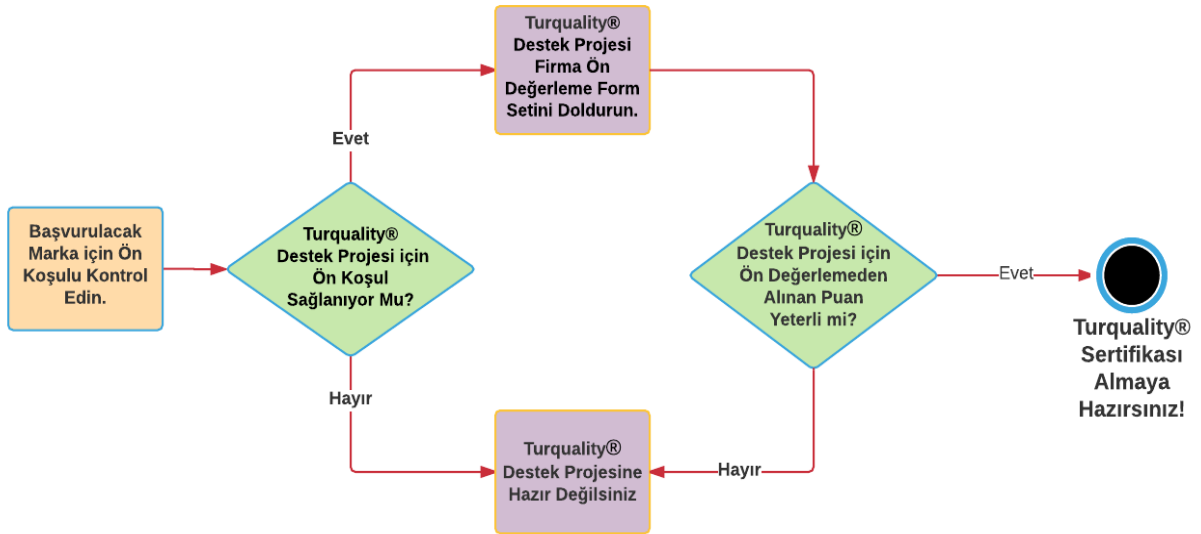 Başvurulacak
Marka için Ön
Koşulu Kontrol
Edin.
Turquality®
Destek Projesi için
Ön Koşul
Sağlanıyor Mu?
Evet
Turquality®
Destek Projesi
Firma Ön
Değerleme Form
Setini Doldurun.
Hayır
Turquality®
Destek Projesine
Hazır Değilsiniz
Turquality®
Destek Projesi için
Ön Değerlemeden
Alınan Puan
Yeterli mi?
Hayır
Evet
Turquality®
Sertifikası
Almaya
Hazırsınız!